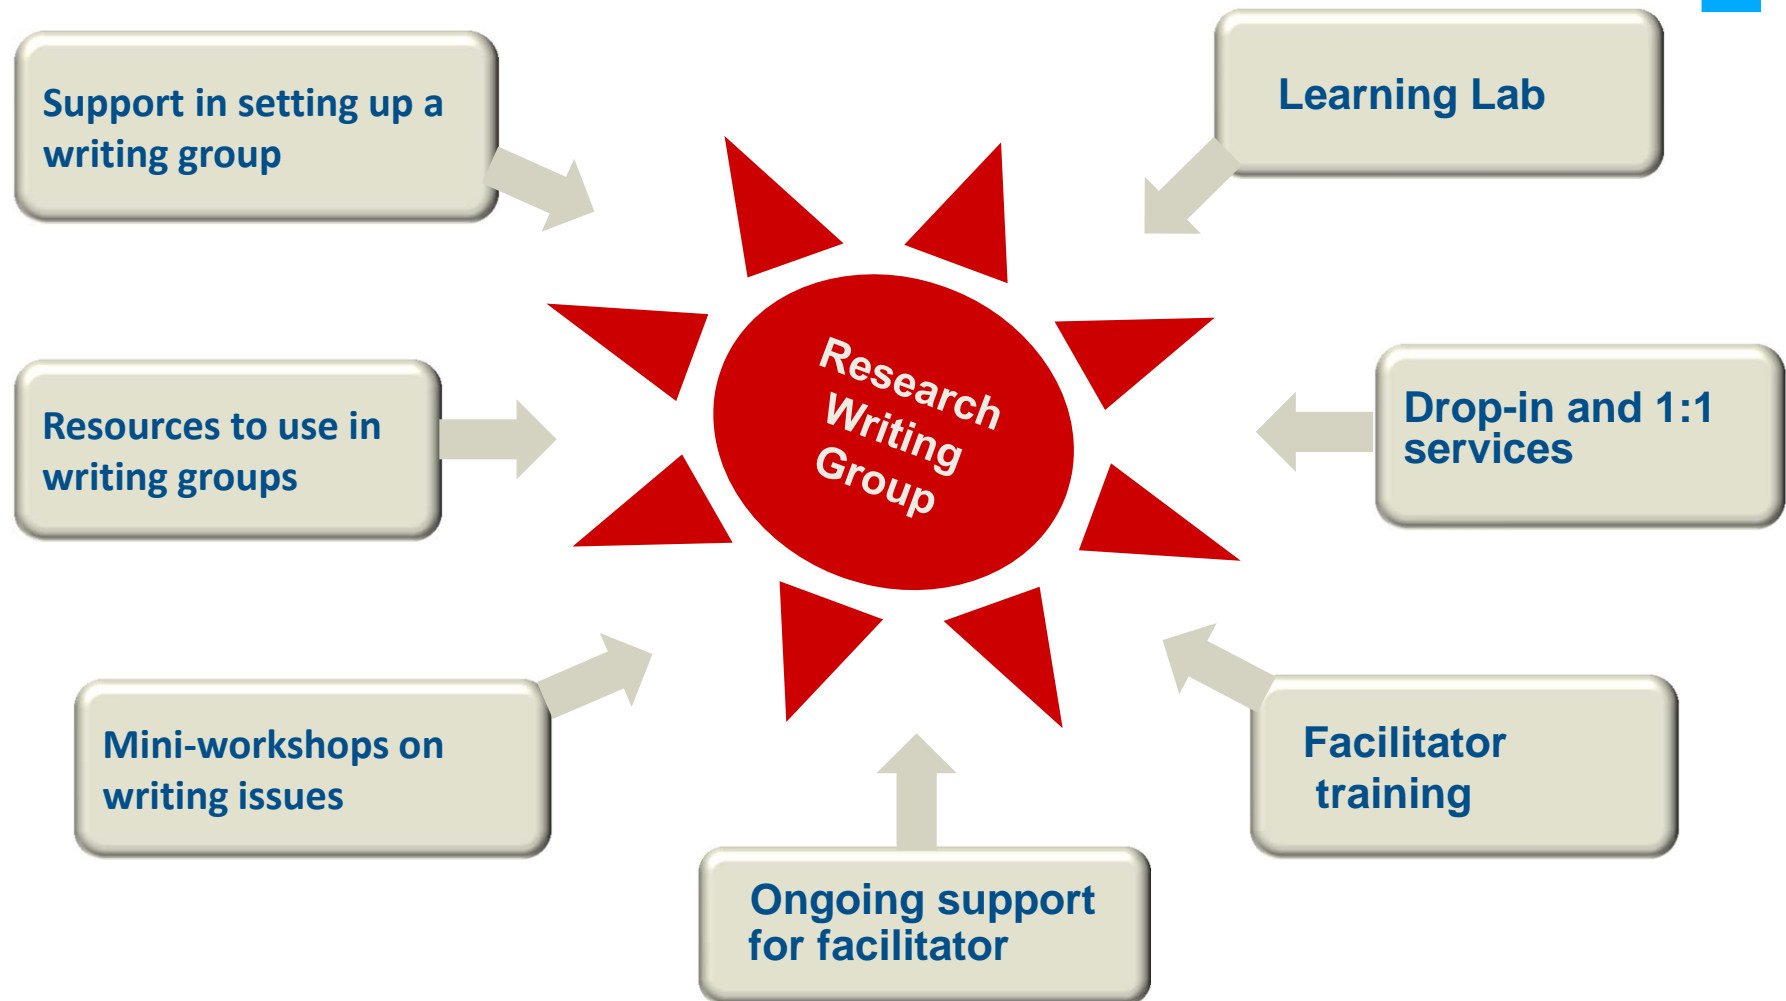 Support in setting up a
writing group
Learning Lab
Research
Writing
Group
Resources to use in
writing groups
Drop-in and 1:1
services
Mini-workshops on
writing issues
Facilitator
training
Ongoing support
for facilitator